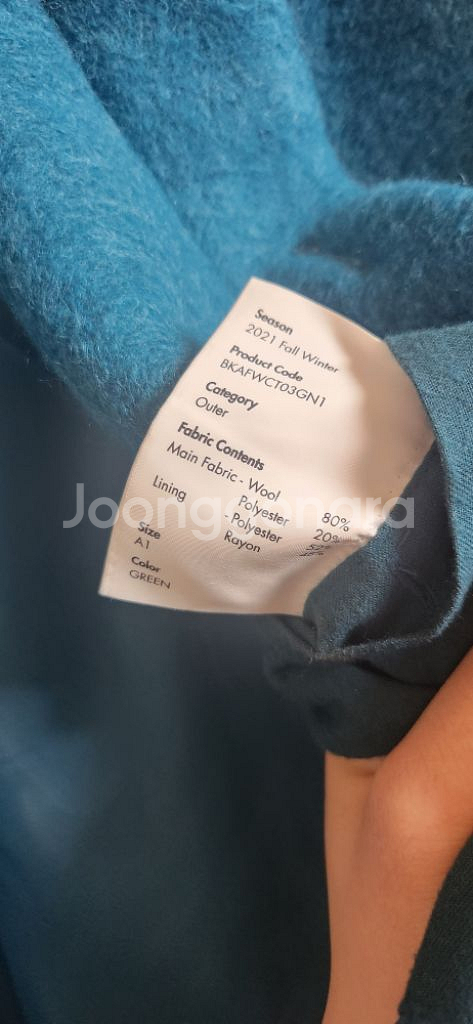 Season
2021 Fall Winter
Product Code
BKAFWCT03GN1
Category
Outer
Fabric Contents
Main Fabric - Wool 80%
Polyester 20%
Lining - Polyester
Rayon
Size
A1
Color
GREEN
Joongonara